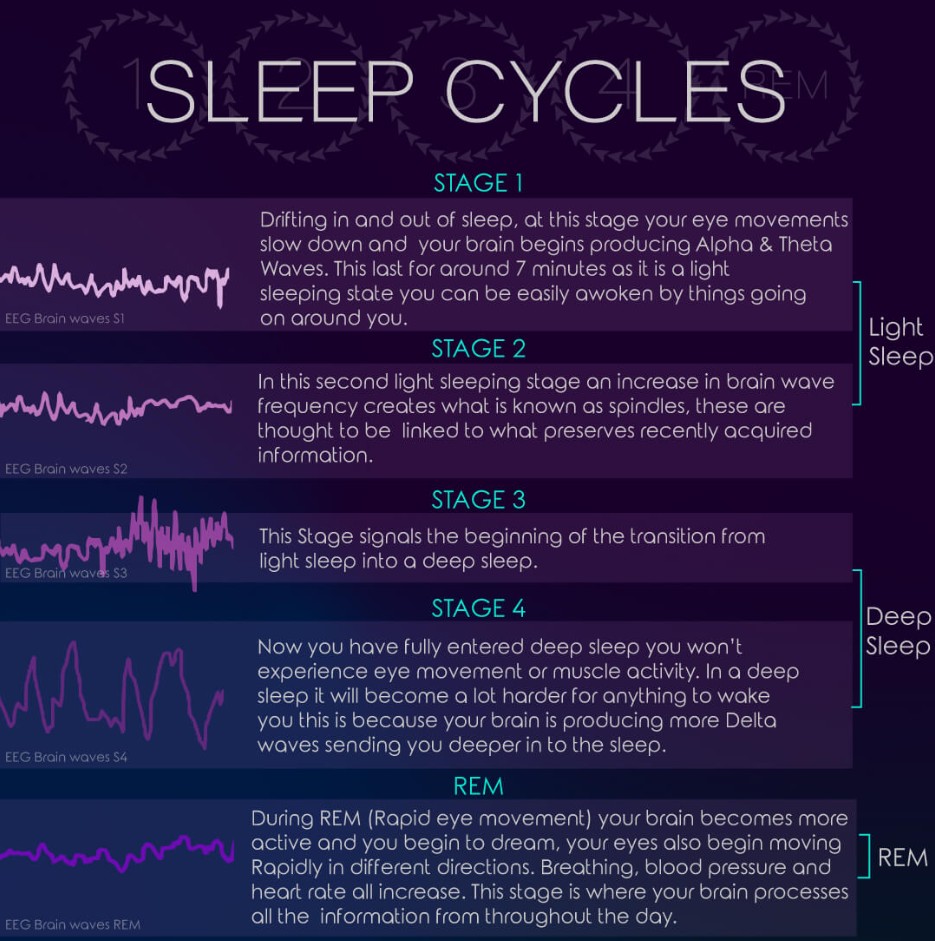 1 2 3 4 REM
SLEEP CYCLES
STAGE 1
Drifting in and out of sleep, at this stage your eye movements
slow down and your brain begins producing Alpha & Theta
Waves. This last for around 7 minutes as it is a light
sleeping state you can be easily awoken by things going
on around you.
EEG Brain waves S1
Light
Sleep
STAGE 2
In this second light sleeping stage an increase in brain wave
frequency creates what is known as spindles, these are
thought to be linked to what preserves recently acquired
information.
EEG Brain waves S2
STAGE 3
This Stage signals the beginning of the transition from
light sleep into a deep sleep.
EEG Brain waves S3
Deep
Sleep
STAGE 4
Now you have fully entered deep sleep you won't
experience eye movement or muscle activity. In a deep
sleep it will become a lot harder for anything to wake
you this is because your brain is producing more Delta
waves sending you deeper in to the sleep.
EEG Brain waves S4
REM
During REM (Rapid eye movement) your brain becomes more
active and you begin to dream, your eyes also begin moving
Rapidly in different directions. Breathing, blood pressure and
heart rate all increase. This stage is where your brain processes
all the information from throughout the day.
EEG Brain waves REM
REM